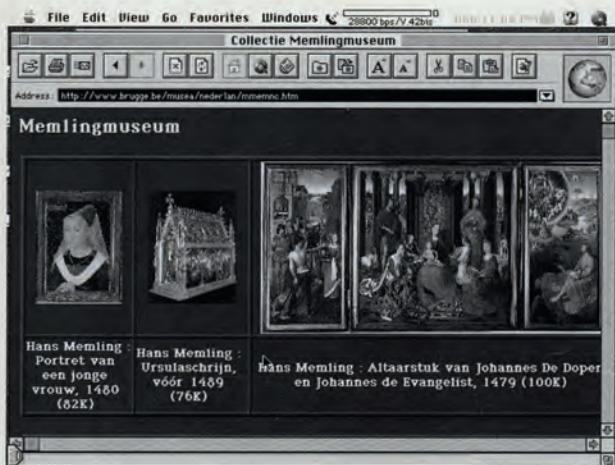 File Edit View Go Favorites Windows
28800 bps/V.42bis
Collectie Memlingmuseum
A A
Address: http://www.brugge.be/musea/nederlan/mmemnc.htm
Memlingmuseum
Hans Memling :
Portret van
een jonge
vrouw, 1480
(82K)
Hans Memling :
Ursulaschrijn,
vóór 1489
(76K)
Hans Memling : Altaarstuk van Johannes De Doper
en Johannes de Evangelist, 1479 (100K)